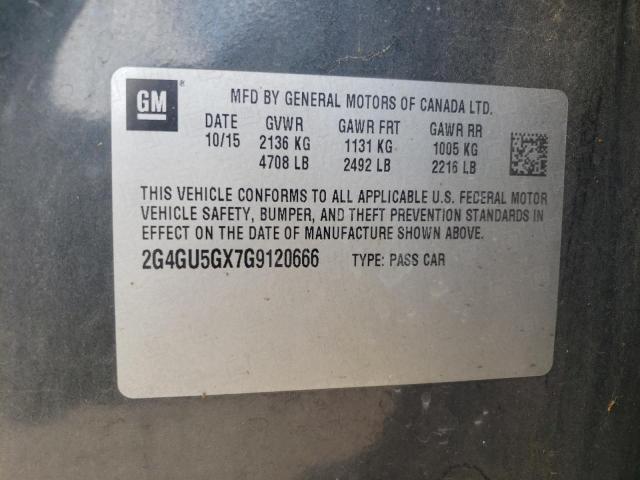 GM ®
MFD BY GENERAL MOTORS OF CANADA LTD.
DATE GVWR GAWR FRT GAWR RR
10/15 2136 KG 1131 KG 1005 KG
4708 LB 2492 LB 2216 LB
THIS VEHICLE CONFORMS TO ALL APPLICABLE U.S. FEDERAL MOTOR
VEHICLE SAFETY, BUMPER, AND THEFT PREVENTION STANDARDS IN
EFFECT ON THE DATE OF MANUFACTURE SHOWN ABOVE.
2G4GU5GX7G9120666 TYPE: PASS CAR